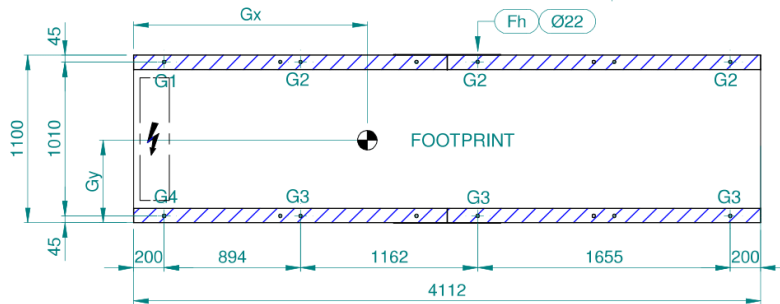 Gx
Fh Ø22
45
G1 G2 G2 G2
1100 1010
FOOTPRINT
Gy
G4 G3 G3 G3
45
200 894 1162 1655 200
4112